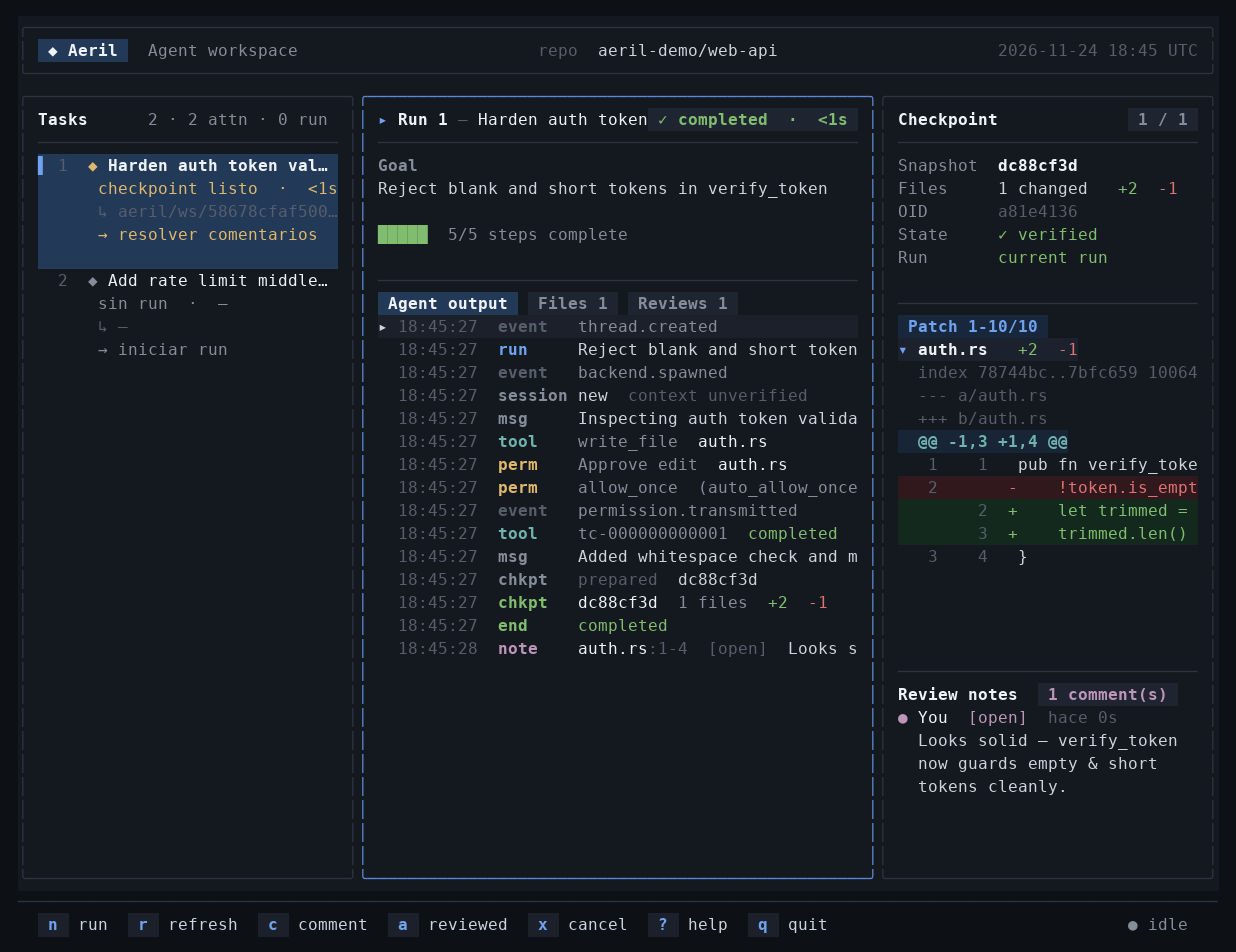 ◆ Aeril  Agent workspace  repo  aeril-demo/web-api  2026-11-24 18:45 UTC
Tasks  2 · 2 attn · 0 run
1 ◆ Harden auth token val…
checkpoint listo · <1s
↳ aeril/ws/58678cfaf500…
→ resolver comentarios
2 ◆ Add rate limit middle…
sin run · —
↳ —
→ iniciar run
▸ Run 1 — Harden auth token ✓ completed · <1s
Goal
Reject blank and short tokens in verify_token
5/5 steps complete
Agent output  Files 1  Reviews 1
▸ 18:45:27 event thread.created
18:45:27 run Reject blank and short token
18:45:27 event backend.spawned
18:45:27 session new context unverified
18:45:27 msg Inspecting auth token valida
18:45:27 tool write_file auth.rs
18:45:27 perm Approve edit auth.rs
18:45:27 perm allow_once (auto_allow_once
18:45:27 event permission.transmitted
18:45:27 tool tc-000000000001 completed
18:45:27 msg Added whitespace check and m
18:45:27 chkpt prepared dc88cf3d
18:45:27 chkpt dc88cf3d 1 files +2 -1
18:45:27 end completed
18:45:28 note auth.rs:1-4 [open] Looks s
Checkpoint  1 / 1
Snapshot dc88cf3d
Files 1 changed +2 -1
OID a81e4136
State ✓ verified
Run current run
Patch 1-10/10
▾ auth.rs +2 -1
index 78744bc..7bfc659 10064
--- a/auth.rs
+++ b/auth.rs
@@ -1,3 +1,4 @@
1 1 pub fn verify_toke
2 - !token.is_empt
2 + let trimmed =
3 + trimmed.len()
3 4 }
Review notes  1 comment(s)
● You [open] hace 0s
Looks solid — verify_token
now guards empty & short
tokens cleanly.
n run  r refresh  c comment  a reviewed  x cancel  ? help  q quit  ● idle